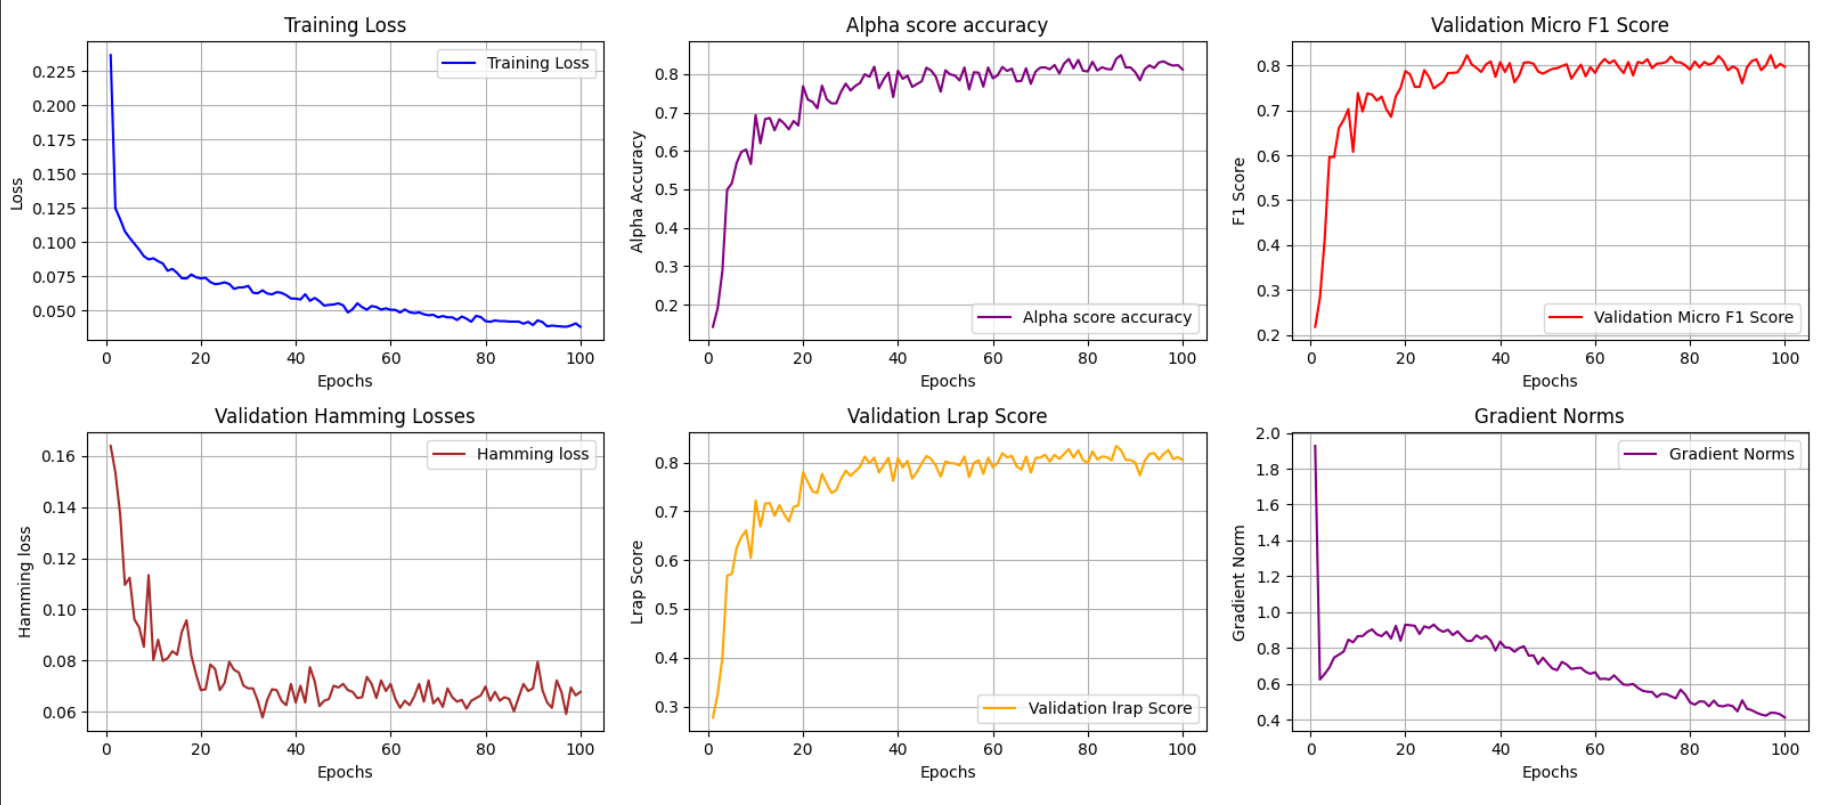 Training Loss
Training Loss
Loss
0.225
0.200
0.175
0.150
0.125
0.100
0.075
0.050
0 20 40 60 80 100
Epochs
Alpha score accuracy
Alpha score accuracy
Alpha Accuracy
0.8
0.7
0.6
0.5
0.4
0.3
0.2
0 20 40 60 80 100
Epochs
Validation Micro F1 Score
Validation Micro F1 Score
F1 Score
0.8
0.7
0.6
0.5
0.4
0.3
0.2
0 20 40 60 80 100
Epochs
Validation Hamming Losses
Hamming loss
Hamming loss
0.16
0.14
0.12
0.10
0.08
0.06
0 20 40 60 80 100
Epochs
Validation Lrap Score
Validation lrap Score
Lrap Score
0.8
0.7
0.6
0.5
0.4
0.3
0 20 40 60 80 100
Epochs
Gradient Norms
Gradient Norms
Gradient Norm
2.0
1.8
1.6
1.4
1.2
1.0
0.8
0.6
0.4
0 20 40 60 80 100
Epochs